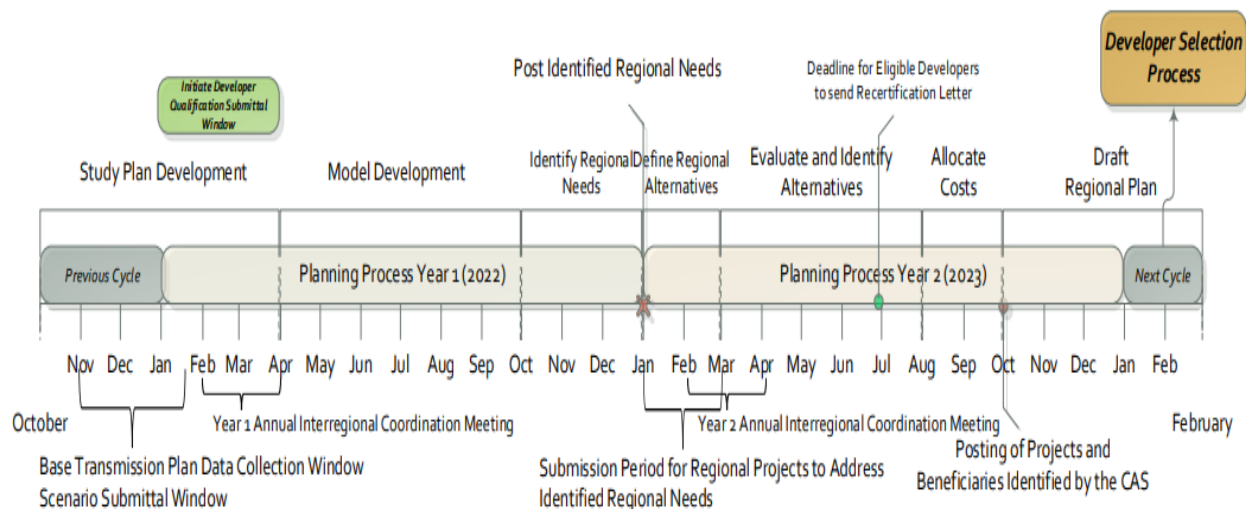 Developer Selection
Process
Post Identified Regional Needs
Deadline for Eligible Developers
to send Recertification Letter
Initiate Developer
Qualification Submittal
Window
Study Plan Development
Model Development
Identify Regional
Needs
Define Regional
Alternatives
Evaluate and Identify
Alternatives
Allocate
Costs
Draft
Regional Plan
Previous Cycle
Planning Process Year 1 (2022)
Planning Process Year 2 (2023)
Next Cycle
Nov Dec Jan Feb Mar Apr May Jun Jul Aug Sep Oct Nov Dec Jan Feb Mar Apr May Jun Jul Aug Sep Oct Nov Dec Jan Feb
October
Year 1 Annual Interregional Coordination Meeting
Year 2 Annual Interregional Coordination Meeting
February
Base Transmission Plan Data Collection Window
Scenario Submittal Window
Submission Period for Regional Projects to Address
Identified Regional Needs
Posting of Projects and
Beneficiaries Identified by the CAS